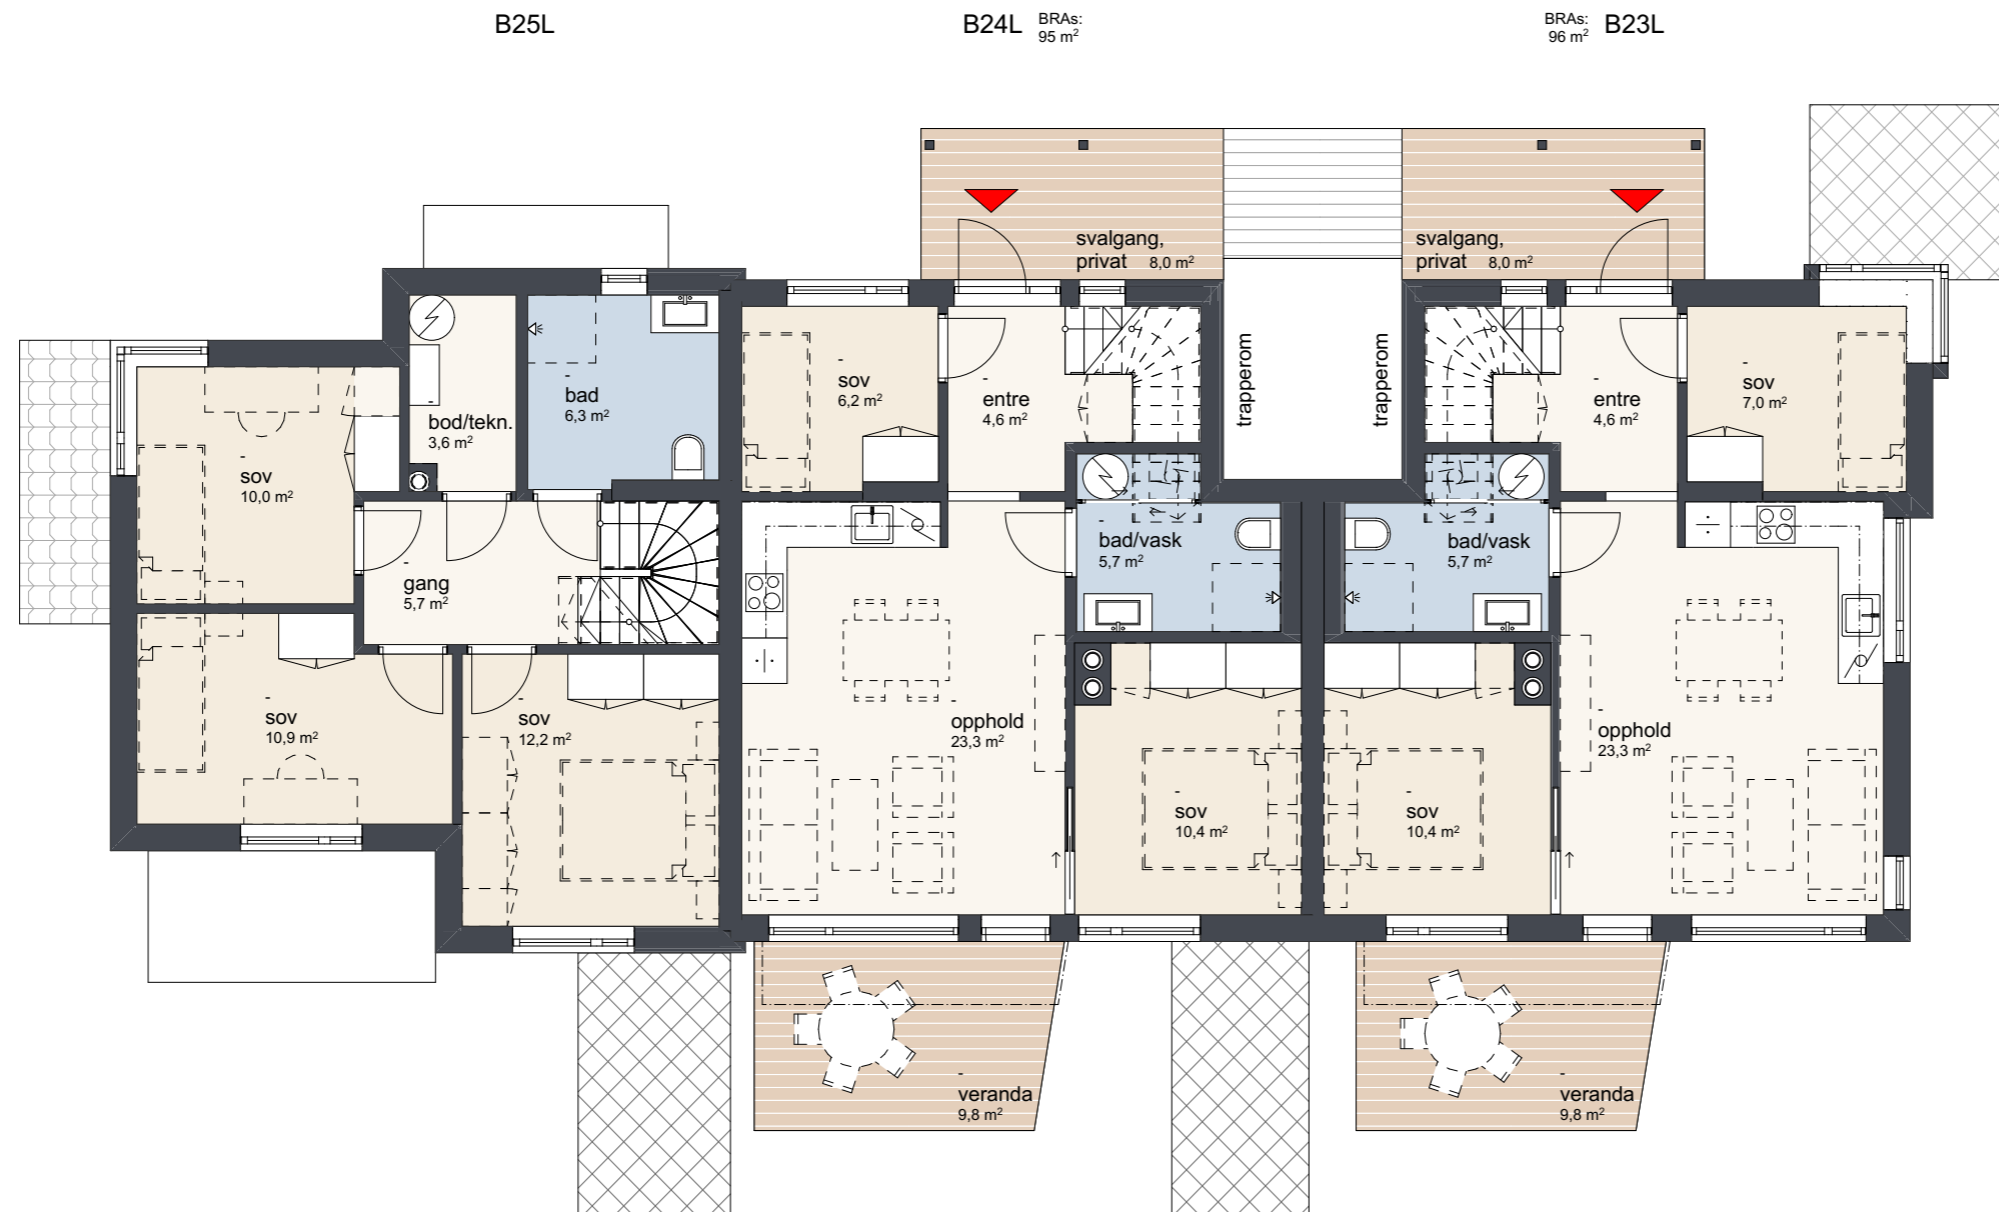 B25L
B24L
BRAs:
95 m²
BRAs:
96 m²
B23L
svalgang,
privat 8,0 m²
svalgang,
privat 8,0 m²
trapperom
trapperom
sov
10,0 m²
bod/tekn.
3,6 m²
bad
6,3 m²
sov
6,2 m²
entre
4,6 m²
entre
4,6 m²
sov
7,0 m²
gang
5,7 m²
bad/vask
5,7 m²
bad/vask
5,7 m²
sov
10,9 m²
sov
12,2 m²
opphold
23,3 m²
sov
10,4 m²
sov
10,4 m²
opphold
23,3 m²
veranda
9,8 m²
veranda
9,8 m²